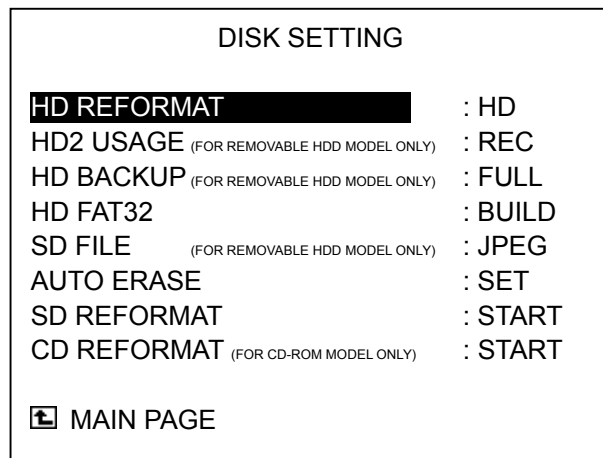 DISK SETTING
HD REFORMAT : HD
HD2 USAGE (FOR REMOVABLE HDD MODEL ONLY) : REC
HD BACKUP (FOR REMOVABLE HDD MODEL ONLY) : FULL
HD FAT32 : BUILD
SD FILE (FOR REMOVABLE HDD MODEL ONLY) : JPEG
AUTO ERASE : SET
SD REFORMAT : START
CD REFORMAT (FOR CD-ROM MODEL ONLY) : START
MAIN PAGE